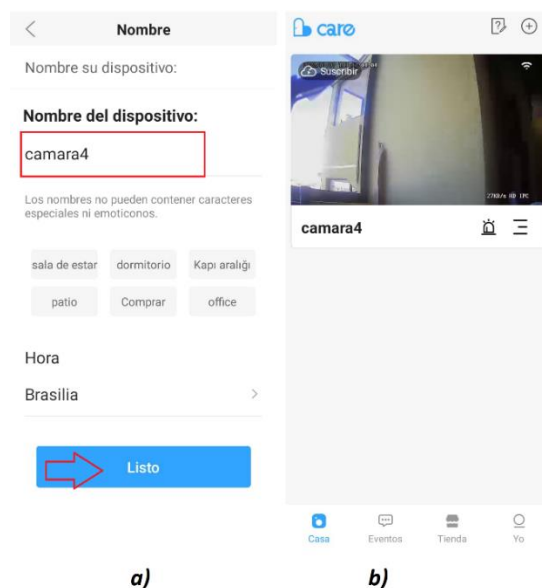 Nombre
Nombre su dispositivo:
Nombre del dispositivo:
camara4
Los nombres no pueden contener caracteres
especiales ni emoticonos.
sala de estar dormitorio Kapı aralığı
patio Comprar office
Hora
Brasilia
Listo
a)
care
Suscribir
camara4
Casa Eventos Tienda Yo
b)